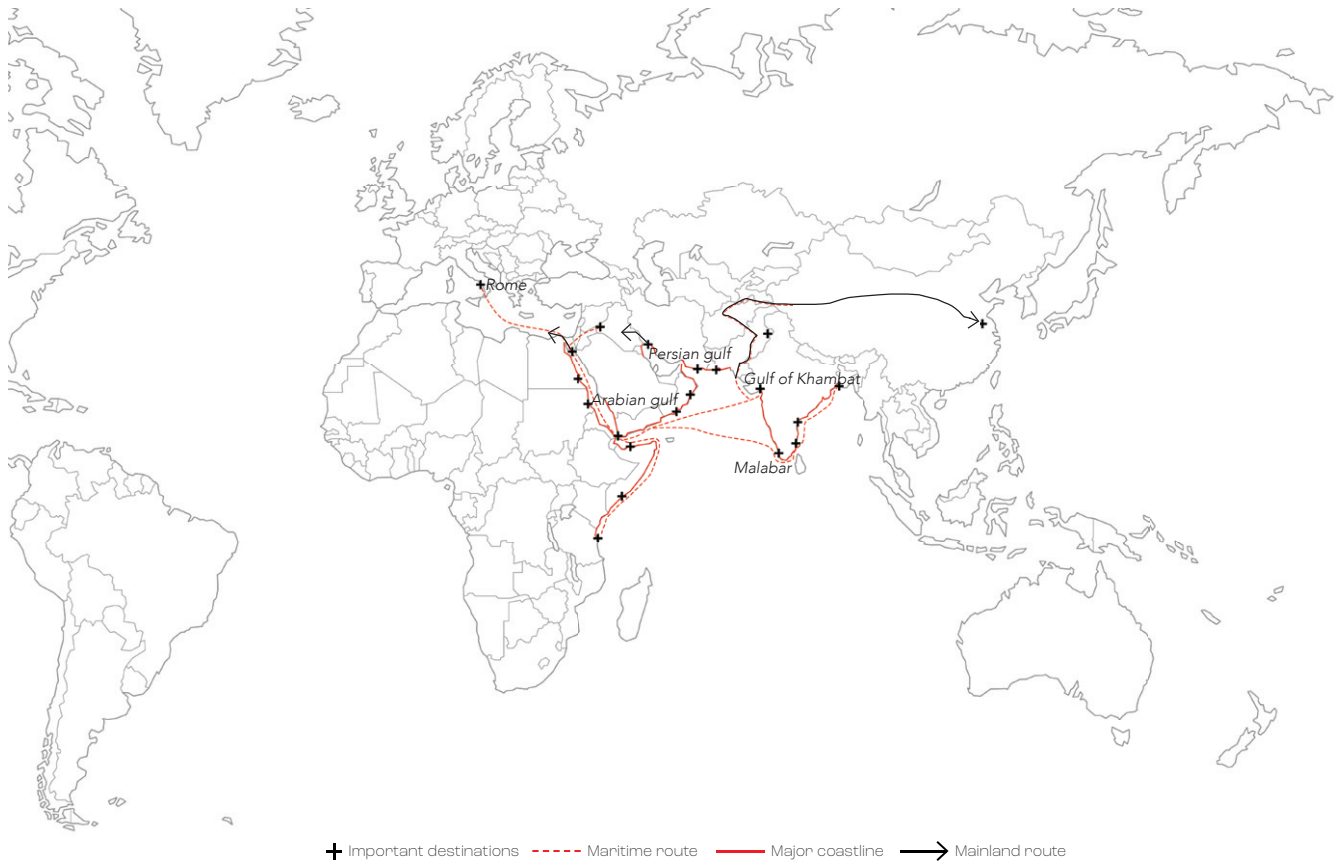 Rome
Persian gulf
Gulf of Khambat
Arabian gulf
Malabar
Important destinations
Maritime route
Major coastline
Mainland route